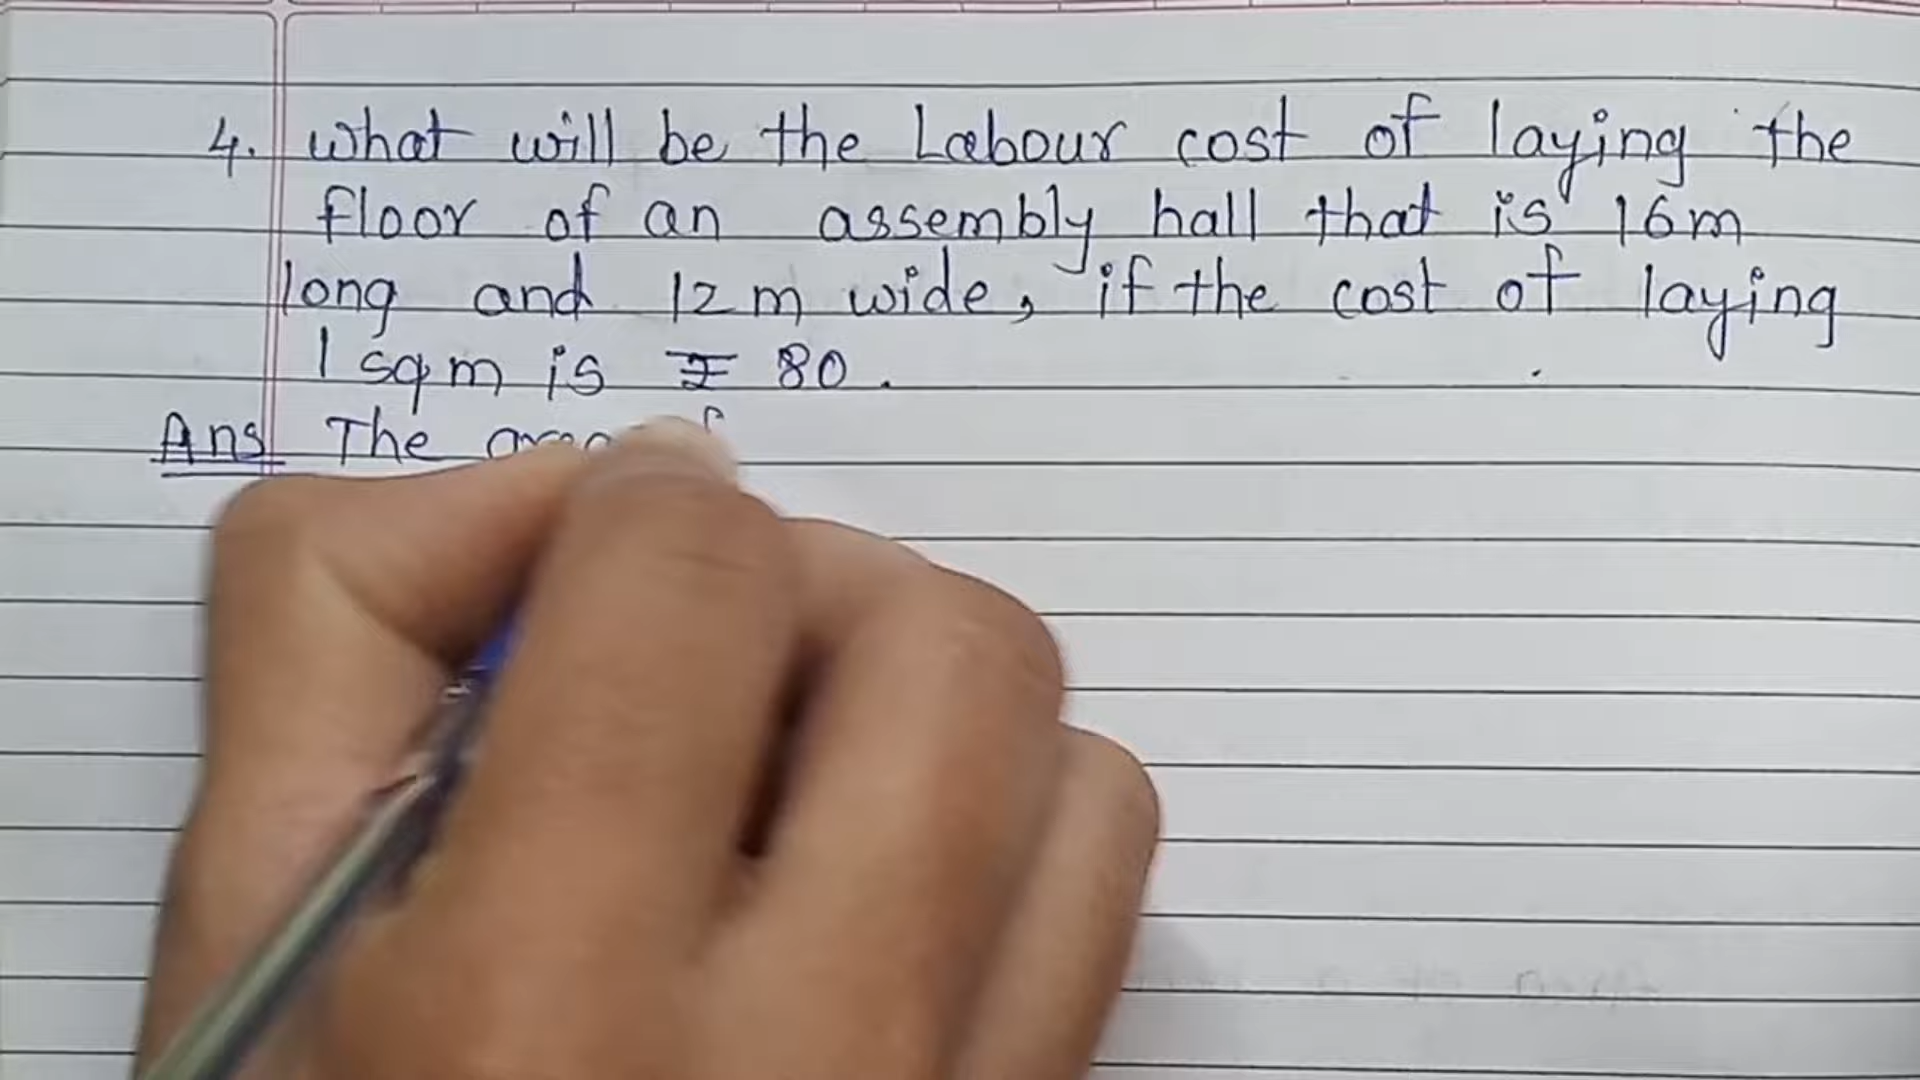 4. What will be the Labour cost of laying the
floor of an assembly hall that is 16m
long and 12m wide, if the cost of laying
1 sqm is ₹ 80.
Ans The area